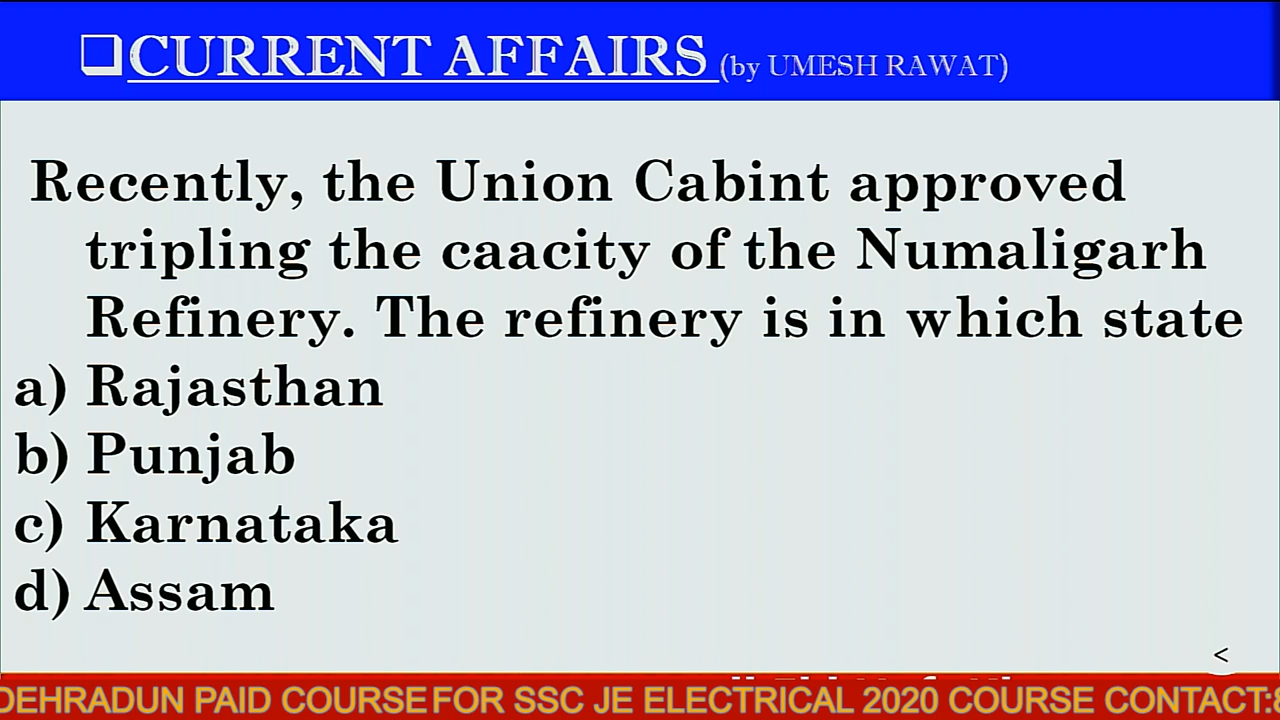 ❑CURRENT AFFAIRS (by UMESH RAWAT)
Recently, the Union Cabint approved
tripling the caacity of the Numaligarh
Refinery. The refinery is in which state
a) Rajasthan
b) Punjab
c) Karnataka
d) Assam
<
DEHRADUN PAID COURSE FOR SSC JE ELECTRICAL 2020 COURSE CONTACT: